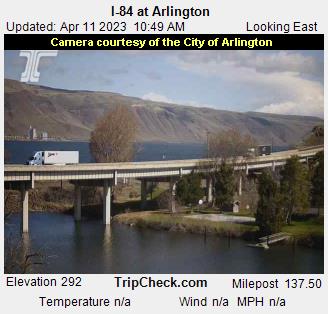 I-84 at Arlington
Updated: Apr 11 2023 10:49 AM Looking East
Camera courtesy of the City of Arlington
Elevation 292 TripCheck.com Milepost 137.50
Temperature n/a Wind n/a MPH n/a